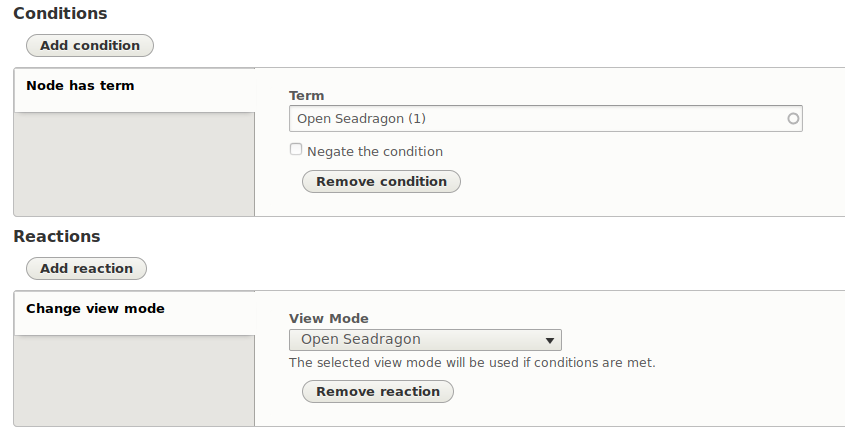 Conditions
Add condition
Node has term
Term
Open Seadragon (1)
Negate the condition
Remove condition
Reactions
Add reaction
Change view mode
View Mode
Open Seadragon
The selected view mode will be used if conditions are met.
Remove reaction